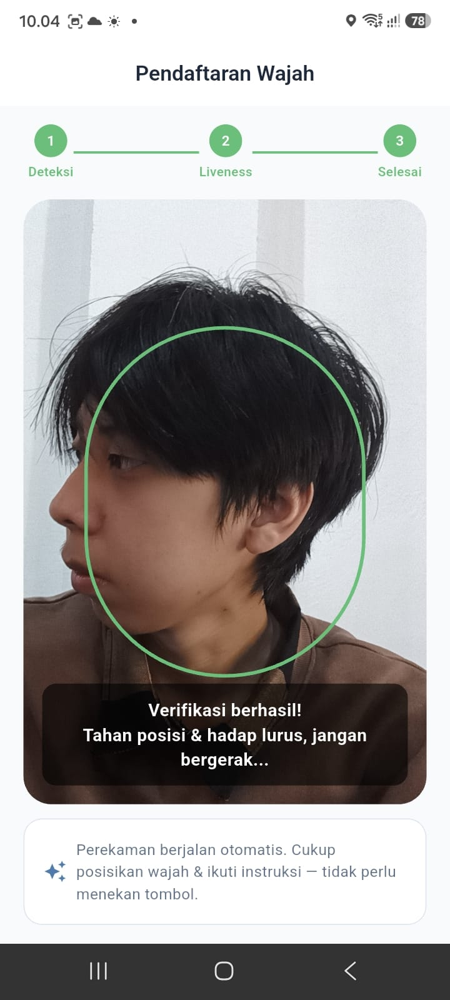 10.04
5
78
Pendaftaran Wajah
1
2
3
Deteksi
Liveness
Selesai
Verifikasi berhasil!
Tahan posisi & hadap lurus, jangan
bergerak...
Perekaman berjalan otomatis. Cukup
posisikan wajah & ikuti instruksi — tidak perlu
menekan tombol.